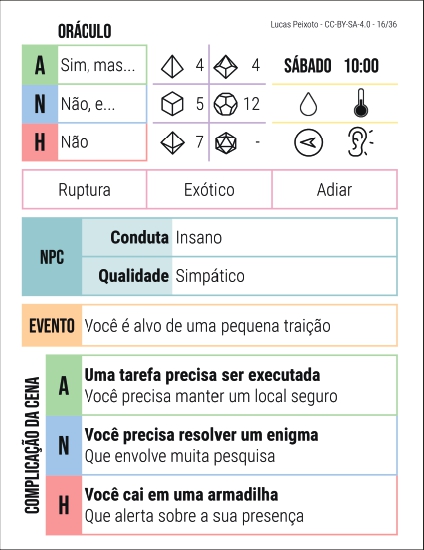 ORÁCULO
Lucas Peixoto - CC-BY-SA-4.0 - 16/36
A Sim, mas...
N Não, e...
H Não
4 4
5 12
7 -
SÁBADO 10:00
Ruptura Exótico Adiar
NPC
Conduta Insano
Qualidade Simpático
EVENTO Você é alvo de uma pequena traição
COMPLICAÇÃO DA CENA
A
Uma tarefa precisa ser executada
Você precisa manter um local seguro
N
Você precisa resolver um enigma
Que envolve muita pesquisa
H
Você cai em uma armadilha
Que alerta sobre a sua presença